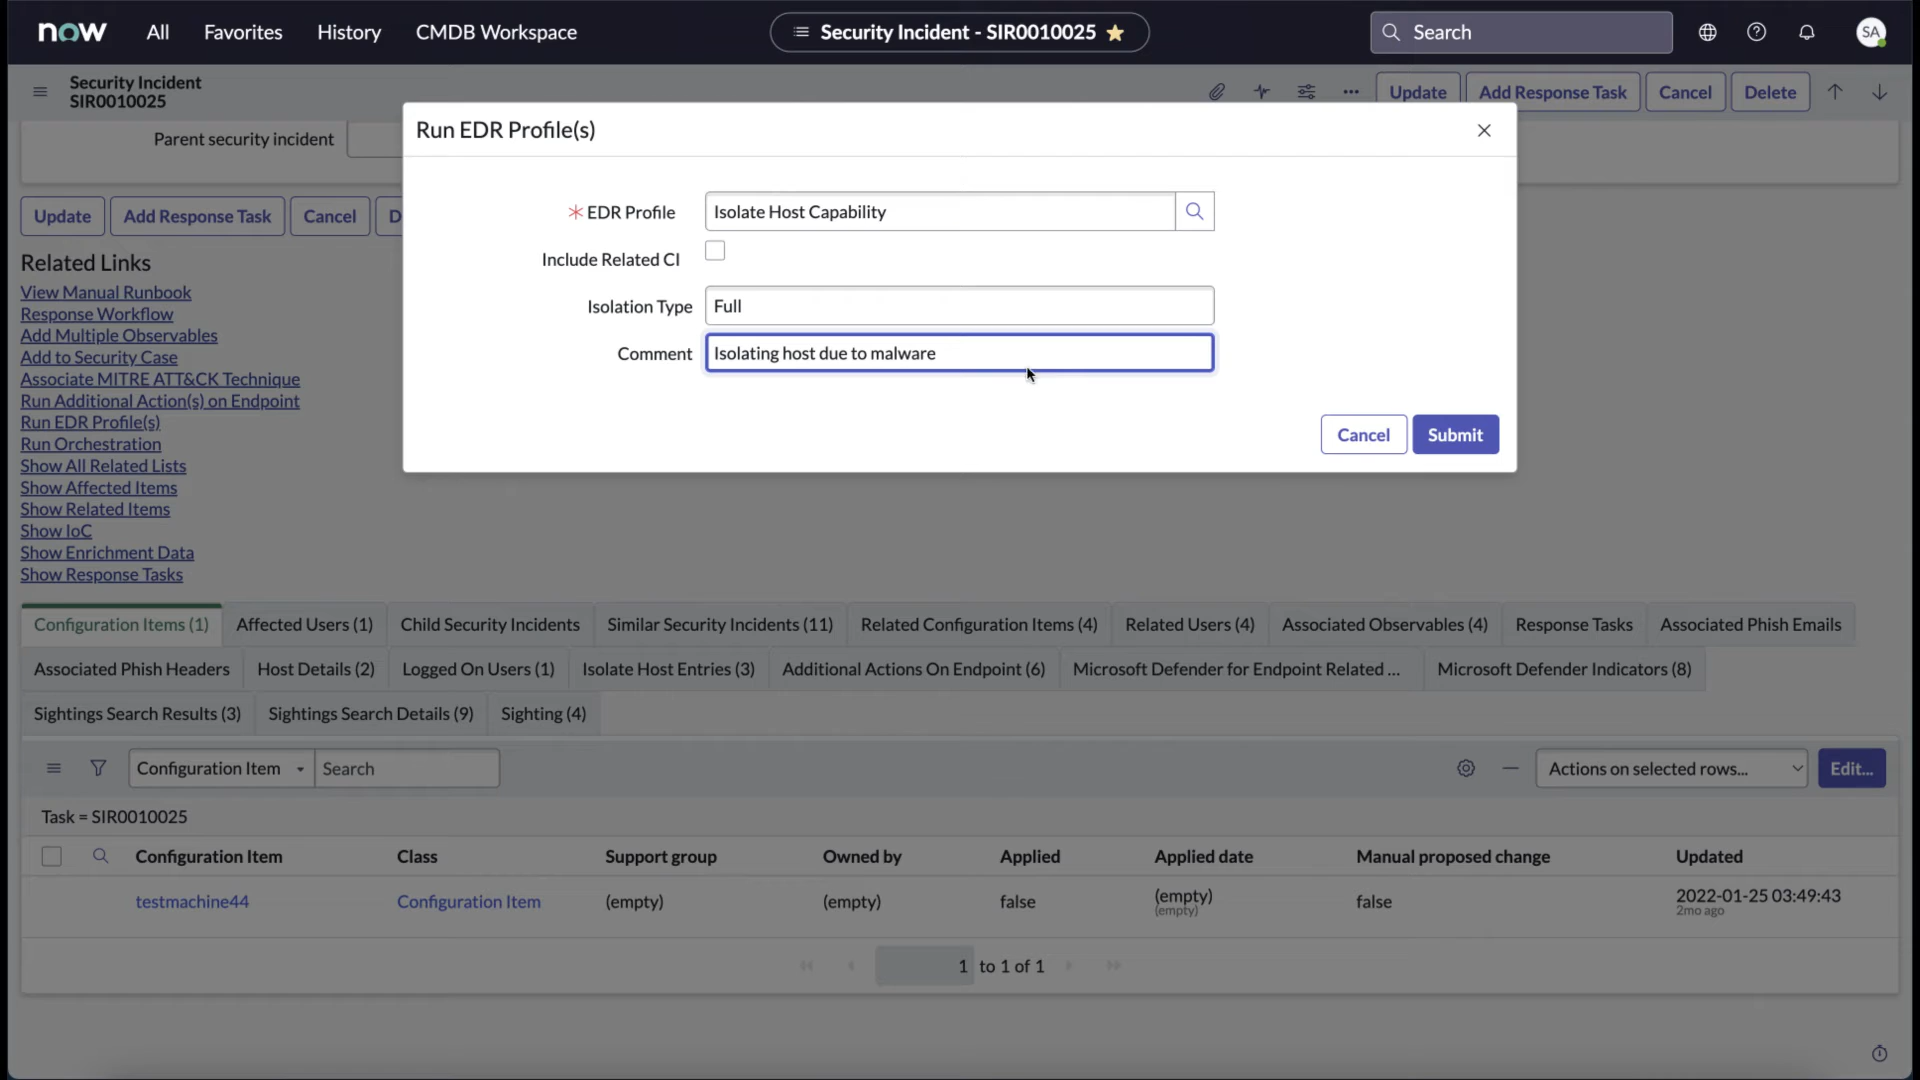 now All Favorites History CMDB Workspace Security Incident - SIR0010025 Search SA
Security Incident
SIR0010025
Update Add Response Task Cancel Delete
Run EDR Profile(s)
Parent security incident
EDR Profile Isolate Host Capability
Include Related CI
Isolation Type Full
Comment Isolating host due to malware
Cancel Submit
Update Add Response Task Cancel D
Related Links
View Manual Runbook
Response Workflow
Add Multiple Observables
Add to Security Case
Associate MITRE ATT&CK Technique
Run Additional Action(s) on Endpoint
Run EDR Profile(s)
Run Orchestration
Show All Related Lists
Show Affected Items
Show Related Items
Show IoC
Show Enrichment Data
Show Response Tasks
Configuration Items (1) Affected Users (1) Child Security Incidents Similar Security Incidents (11) Related Configuration Items (4) Related Users (4) Associated Observables (4) Response Tasks Associated Phish Emails
Associated Phish Headers Host Details (2) Logged On Users (1) Isolate Host Entries (3) Additional Actions On Endpoint (6) Microsoft Defender for Endpoint Related ... Microsoft Defender Indicators (8)
Sightings Search Results (3) Sightings Search Details (9) Sighting (4)
Configuration Item Search Actions on selected rows... Edit...
Task = SIR0010025
Configuration Item Class Support group Owned by Applied Applied date Manual proposed change Updated
testmachine44 Configuration Item (empty) (empty) false (empty) false 2022-01-25 03:49:43
(empty) 2mo ago
1 to 1 of 1